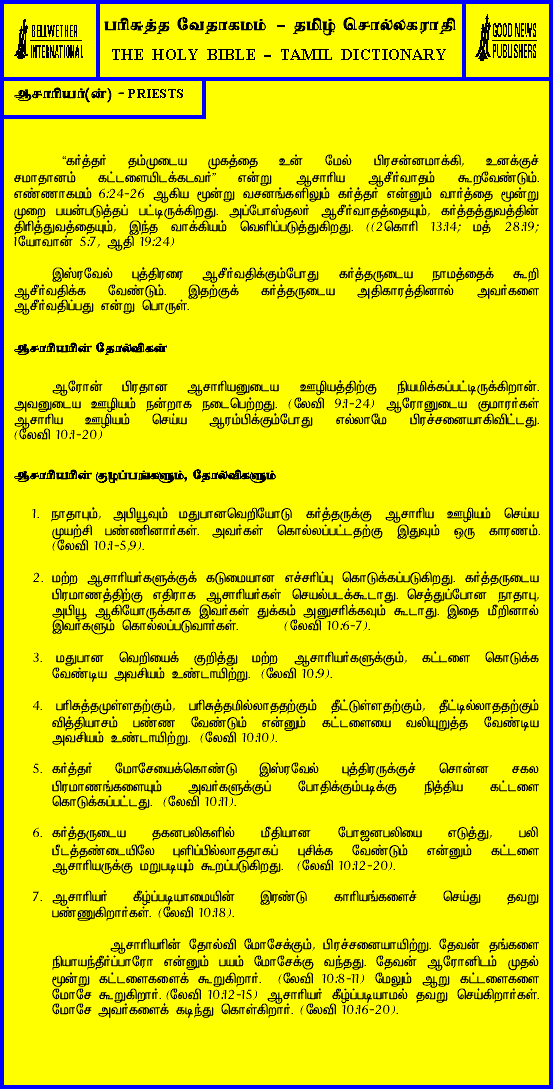 BELLWETHER
INTERNATIONAL
பரிசுத்த வேதாகமம் - தமிழ் சொல்லகராதி
THE HOLY BIBLE - TAMIL DICTIONARY
GOOD NEWS
PUBLISHERS
ஆசாரியர்(ன்) - PRIESTS
"கர்த்தர் தம்முடைய முகத்தை உன் மேல் பிரசன்னமாக்கி, உனக்குச்
சமாதானம் கட்டளையிடக்கடவர்" என்று ஆசாரிய ஆசீர்வாதம் கூறவேண்டும்.
எண்ணாகமம் 6:24-26 ஆகிய மூன்று வசனங்களிலும் கர்த்தர் என்னும் வார்த்தை மூன்று
முறை பயன்படுத்தப் பட்டிருக்கிறது. அப்போஸ்தலர் ஆசீர்வாதத்தையும், கர்த்தத்துவத்தின்
திரித்துவத்தையும், இந்த வாக்கியம் வெளிப்படுத்துகிறது. ((2கொரி 13:14; மத் 28:19;
1யோவான் 5:7, ஆதி 19:24)
இஸ்ரவேல் புத்திரரை ஆசீர்வதிக்கும்போது கர்த்தருடைய நாமத்தைக் கூறி
ஆசீர்வதிக்க வேண்டும். இதற்குக் கர்த்தருடைய அதிகாரத்தினால் அவர்களை
ஆசீர்வதிப்பது என்று பொருள்.
ஆசாரியரின் தோல்விகள்
ஆரோன் பிரதான ஆசாரியனுடைய ஊழியத்திற்கு நியமிக்கப்பட்டிருக்கிறான்.
அவனுடைய ஊழியம் நன்றாக நடைபெற்றது. (லேவி 9:1-24) ஆரோனுடைய குமாரர்கள்
ஆசாரிய ஊழியம் செய்ய ஆரம்பிக்கும்போது எல்லாமே பிரச்சனையாகிவிட்டது.
(லேவி 10:1-20)
ஆசாரியரின் குழப்பங்களும், தோல்விகளும்
1. நாதாபும், அபியூவும் மதுபானவெறியோடு கர்த்தருக்கு ஆசாரிய ஊழியம் செய்ய
முயற்சி பண்ணினார்கள். அவர்கள் கொல்லப்பட்டதற்கு இதுவும் ஒரு காரணம்.
(லேவி 10:1-5,9).
2. மற்ற ஆசாரியர்களுக்குக் கடுமையான எச்சரிப்பு கொடுக்கப்படுகிறது. கர்த்தருடைய
பிரமாணத்திற்கு எதிராக ஆசாரியர்கள் செயல்படக்கூடாது. செத்துப்போன நாதாபு,
அபியூ ஆகியோருக்காக இவர்கள் துக்கம் அனுசரிக்கவும் கூடாது. இதை மீறினால்
இவர்களும் கொல்லப்படுவார்கள். (லேவி 10:6-7).
3. மதுபான வெறியைக் குறித்து மற்ற ஆசாரியர்களுக்கும், கட்டளை கொடுக்க
வேண்டிய அவசியம் உண்டாயிற்று. (லேவி 10:9).
4. பரிசுத்தமுள்ளதற்கும், பரிசுத்தமில்லாததற்கும் தீட்டுள்ளதற்கும், தீட்டில்லாததற்கும்
வித்தியாசம் பண்ண வேண்டும் என்னும் கட்டளையை வலியுறுத்த வேண்டிய
அவசியம் உண்டாயிற்று. (லேவி 10:10).
5. கர்த்தர் மோசேயைக்கொண்டு இஸ்ரவேல் புத்திரருக்குச் சொன்ன சகல
பிரமாணங்களையும் அவர்களுக்குப் போதிக்கும்படிக்கு நித்திய கட்டளை
கொடுக்கப்பட்டது. (லேவி 10:11).
6. கர்த்தருடைய தகனபலிகளில் மீதியான போஜனபலியை எடுத்து, பலி
பீடத்தண்டையிலே புளிப்பில்லாததாகப் புசிக்க வேண்டும் என்னும் கட்டளை
ஆசாரியருக்கு மறுபடியும் கூறப்படுகிறது. (லேவி 10:12-20).
7. ஆசாரியர் கீழ்ப்படியாமையின் இரண்டு காரியங்களைச் செய்து தவறு
பண்ணுகிறார்கள். (லேவி 10:18).
ஆசாரியரின் தோல்வி மோசேக்கும், பிரச்சனையாயிற்று. தேவன் தங்களை
நியாயந்தீர்ப்பாரோ என்னும் பயம் மோசேக்கு வந்தது. தேவன் ஆரோனிடம் முதல்
மூன்று கட்டளைகளைக் கூறுகிறார். (லேவி 10:8-11) மேலும் ஆறு கட்டளைகளை
மோசே கூறுகிறார். (லேவி 10:12-15) ஆசாரியர் கீழ்ப்படியாமல் தவறு செய்கிறார்கள்.
மோசே அவர்களைக் கடிந்து கொள்கிறார். (லேவி 10:16-20).